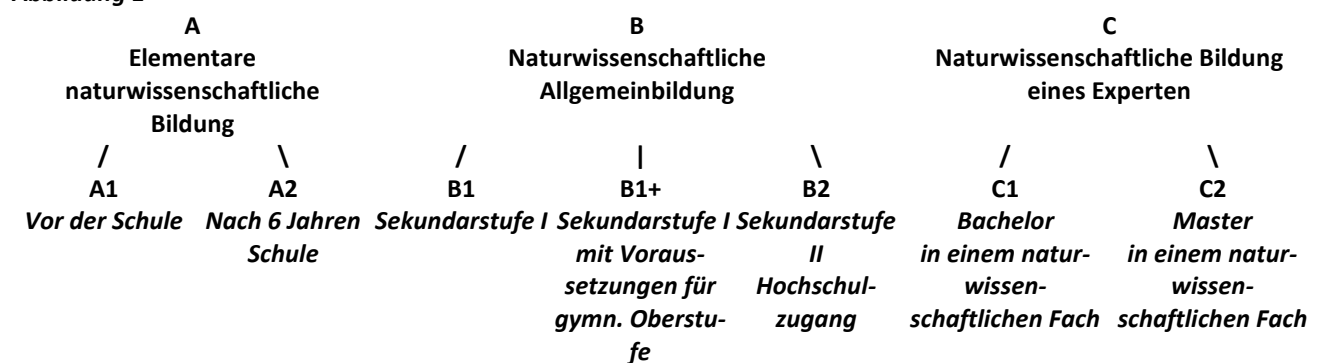 A B C
Elementare Naturwissenschaftliche Naturwissenschaftliche Bildung
naturwissenschaftliche Allgemeinbildung eines Experten
Bildung
/ \ / | \ / \
A1 A2 B1 B1+ B2 C1 C2
Vor der Schule Nach 6 Jahren Sekundarstufe I Sekundarstufe I Sekundarstufe Bachelor Master
Schule mit Voraus- II in einem natur- in einem natur-
setzungen für Hochschul- wissen- wissen-
gymn. Oberstu- zugang schaftlichen Fach schaftlichen Fach
fe